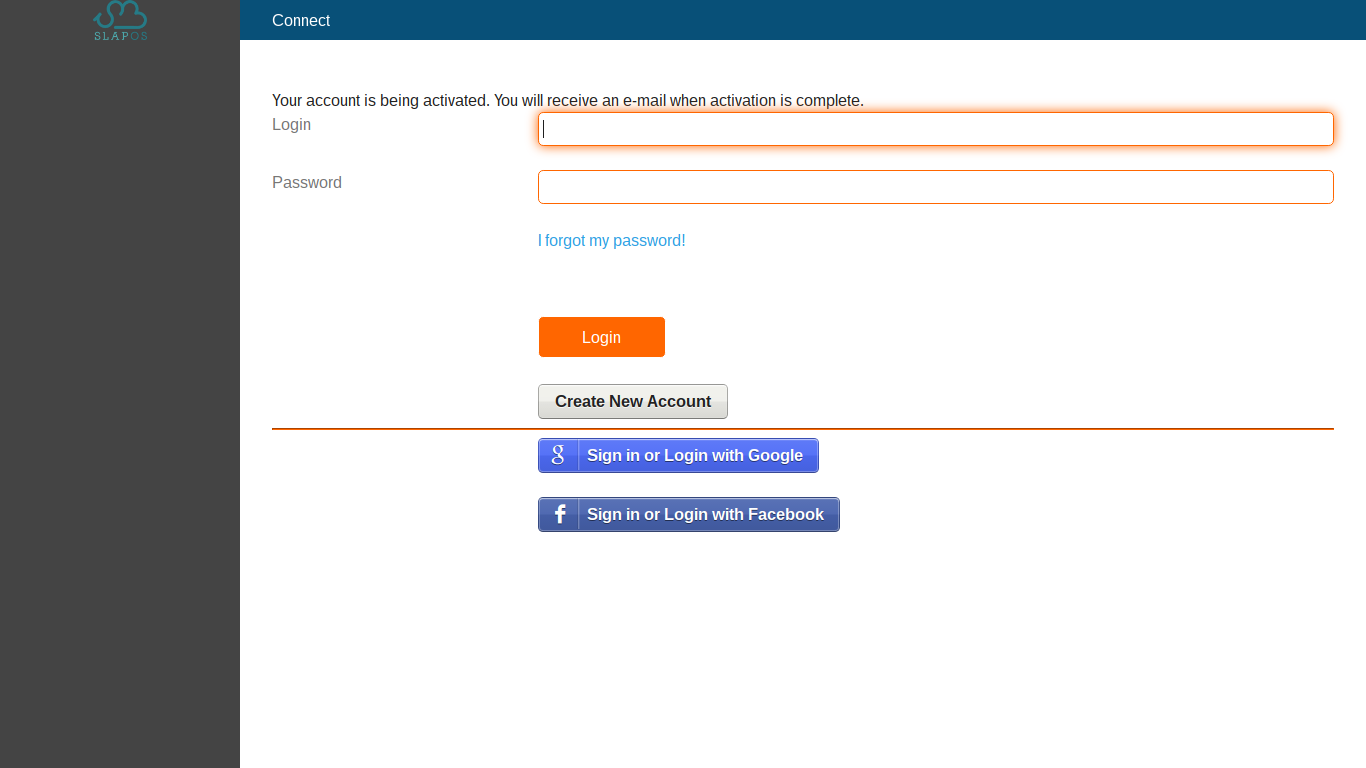 SLAPOS
Connect
Your account is being activated. You will receive an e-mail when activation is complete.
Login
Password
I forgot my password!
Login
Create New Account
g Sign in or Login with Google
f Sign in or Login with Facebook